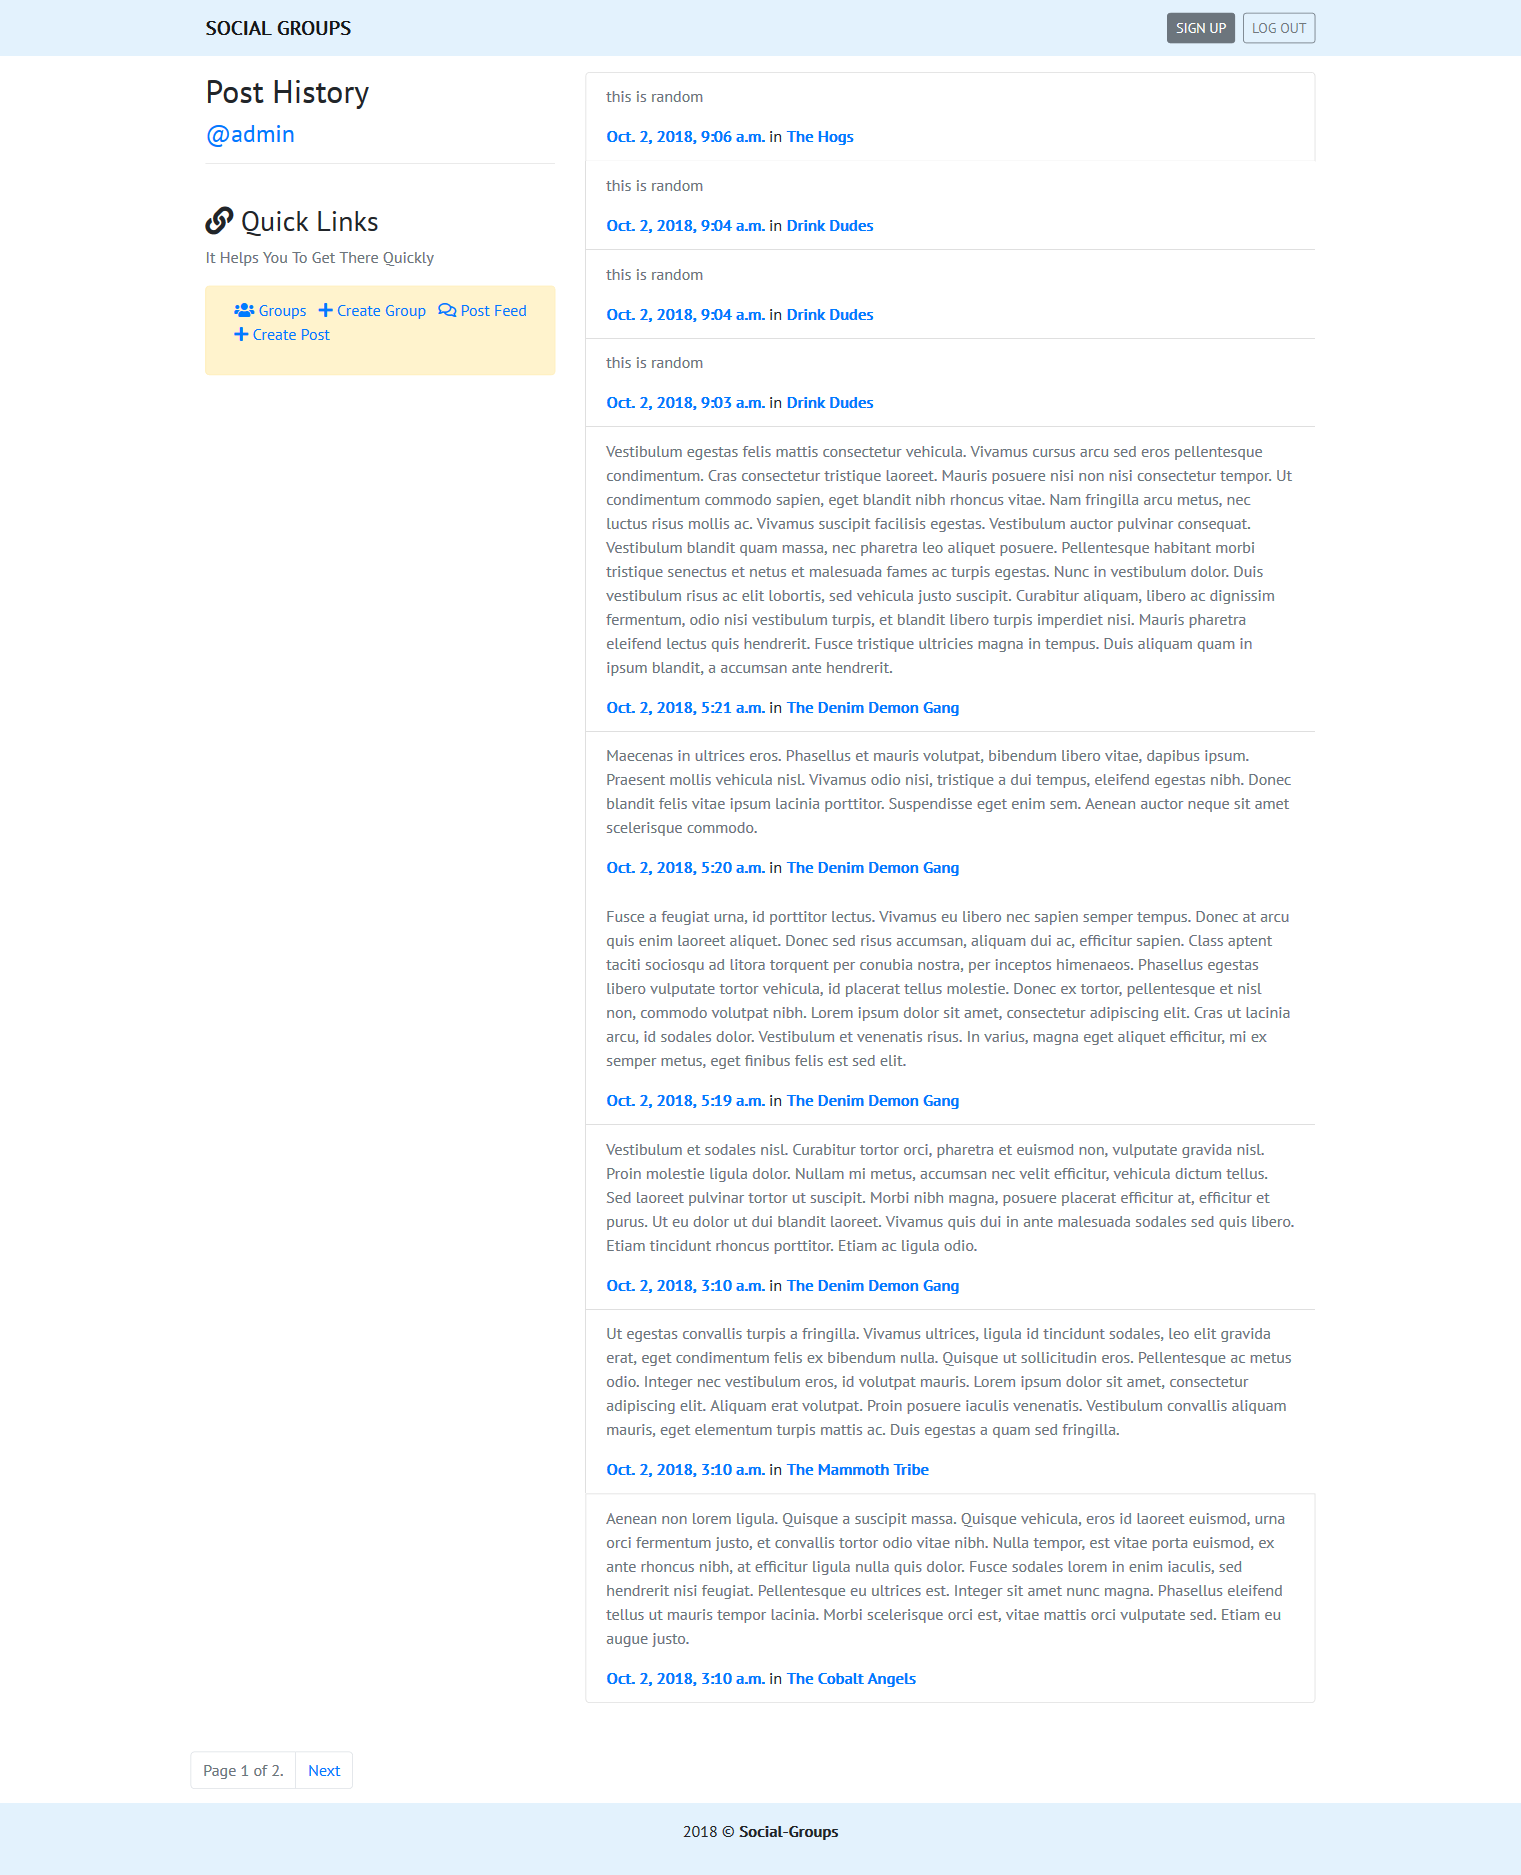 SOCIAL GROUPS
SIGN UP
LOG OUT
Post History
@admin
Quick Links
It Helps You To Get There Quickly
Groups
Create Group
Post Feed
Create Post
this is random
Oct. 2, 2018, 9:06 a.m. in The Hogs
this is random
Oct. 2, 2018, 9:04 a.m. in Drink Dudes
this is random
Oct. 2, 2018, 9:04 a.m. in Drink Dudes
this is random
Oct. 2, 2018, 9:03 a.m. in Drink Dudes
Vestibulum egestas felis mattis consectetur vehicula. Vivamus cursus arcu sed eros pellentesque
condimentum. Cras consectetur tristique laoreet. Mauris posuere nisi non nisi consectetur tempor. Ut
condimentum commodo sapien, eget blandit nibh rhoncus vitae. Nam fringilla arcu metus, nec
luctus risus mollis ac. Vivamus suscipit facilisis egestas. Vestibulum auctor pulvinar consequat.
Vestibulum blandit quam massa, nec pharetra leo aliquet posuere. Pellentesque habitant morbi
tristique senectus et netus et malesuada fames ac turpis egestas. Nunc in vestibulum dolor. Duis
vestibulum risus ac elit lobortis, sed vehicula justo suscipit. Curabitur aliquam, libero ac dignissim
fermentum, odio nisi vestibulum turpis, et blandit libero turpis imperdiet nisi. Mauris pharetra
eleifend lectus quis hendrerit. Fusce tristique ultricies magna in tempus. Duis aliquam quam in
ipsum blandit, a accumsan ante hendrerit.
Oct. 2, 2018, 5:21 a.m. in The Denim Demon Gang
Maecenas in ultrices eros. Phasellus et mauris volutpat, bibendum libero vitae, dapibus ipsum.
Praesent mollis vehicula nisl. Vivamus odio nisi, tristique a dui tempus, eleifend egestas nibh. Donec
blandit felis vitae ipsum lacinia porttitor. Suspendisse eget enim sem. Aenean auctor neque sit amet
scelerisque commodo.
Oct. 2, 2018, 5:20 a.m. in The Denim Demon Gang
Fusce a feugiat urna, id porttitor lectus. Vivamus eu libero nec sapien semper tempus. Donec at arcu
quis enim laoreet aliquet. Donec sed risus accumsan, aliquam dui ac, efficitur sapien. Class aptent
taciti sociosqu ad litora torquent per conubia nostra, per inceptos himenaeos. Phasellus egestas
libero vulputate tortor vehicula, id placerat tellus molestie. Donec ex tortor, pellentesque et nisl
non, commodo volutpat nibh. Lorem ipsum dolor sit amet, consectetur adipiscing elit. Cras ut lacinia
arcu, id sodales dolor. Vestibulum et venenatis risus. In varius, magna eget aliquet efficitur, mi ex
semper metus, eget finibus felis est sed elit.
Oct. 2, 2018, 5:19 a.m. in The Denim Demon Gang
Vestibulum et sodales nisl. Curabitur tortor orci, pharetra et euismod non, vulputate gravida nisl.
Proin molestie ligula dolor. Nullam mi metus, accumsan nec velit efficitur, vehicula dictum tellus.
Sed laoreet pulvinar tortor ut suscipit. Morbi nibh magna, posuere placerat efficitur at, efficitur et
purus. Ut eu dolor ut dui blandit laoreet. Vivamus quis dui in ante malesuada sodales sed quis libero.
Etiam tincidunt rhoncus porttitor. Etiam ac ligula odio.
Oct. 2, 2018, 3:10 a.m. in The Denim Demon Gang
Ut egestas convallis turpis a fringilla. Vivamus ultrices, ligula id tincidunt sodales, leo elit gravida
erat, eget condimentum felis ex bibendum nulla. Quisque ut sollicitudin eros. Pellentesque ac metus
odio. Integer nec vestibulum eros, id volutpat mauris. Lorem ipsum dolor sit amet, consectetur
adipiscing elit. Aliquam erat volutpat. Proin posuere iaculis venenatis. Vestibulum convallis aliquam
mauris, eget elementum turpis mattis ac. Duis egestas a quam sed fringilla.
Oct. 2, 2018, 3:10 a.m. in The Mammoth Tribe
Aenean non lorem ligula. Quisque a suscipit massa. Quisque vehicula, eros id laoreet euismod, urna
orci fermentum justo, et convallis tortor odio vitae nibh. Nulla tempor, est vitae porta euismod, ex
ante rhoncus nibh, at efficitur ligula nulla quis dolor. Fusce sodales lorem in enim iaculis, sed
hendrerit nisi feugiat. Pellentesque eu ultrices est. Integer sit amet nunc magna. Phasellus eleifend
tellus ut mauris tempor lacinia. Morbi scelerisque orci est, vitae mattis orci vulputate sed. Etiam eu
augue justo.
Oct. 2, 2018, 3:10 a.m. in The Cobalt Angels
Page 1 of 2.
Next
2018 © Social-Groups